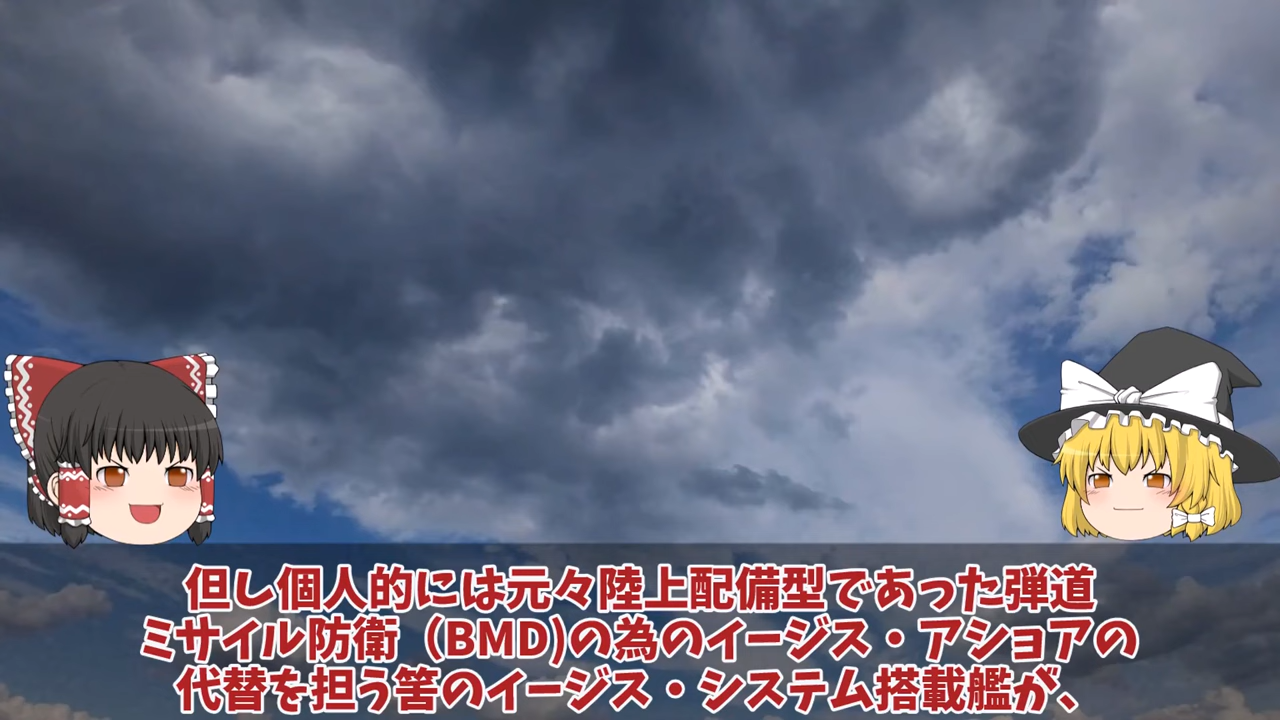 但し個人的には元々陸上配備型であった弾道
ミサイル防衛（BMD)の為のイージス・アショアの
代替を担う筈のイージス・システム搭載艦が、